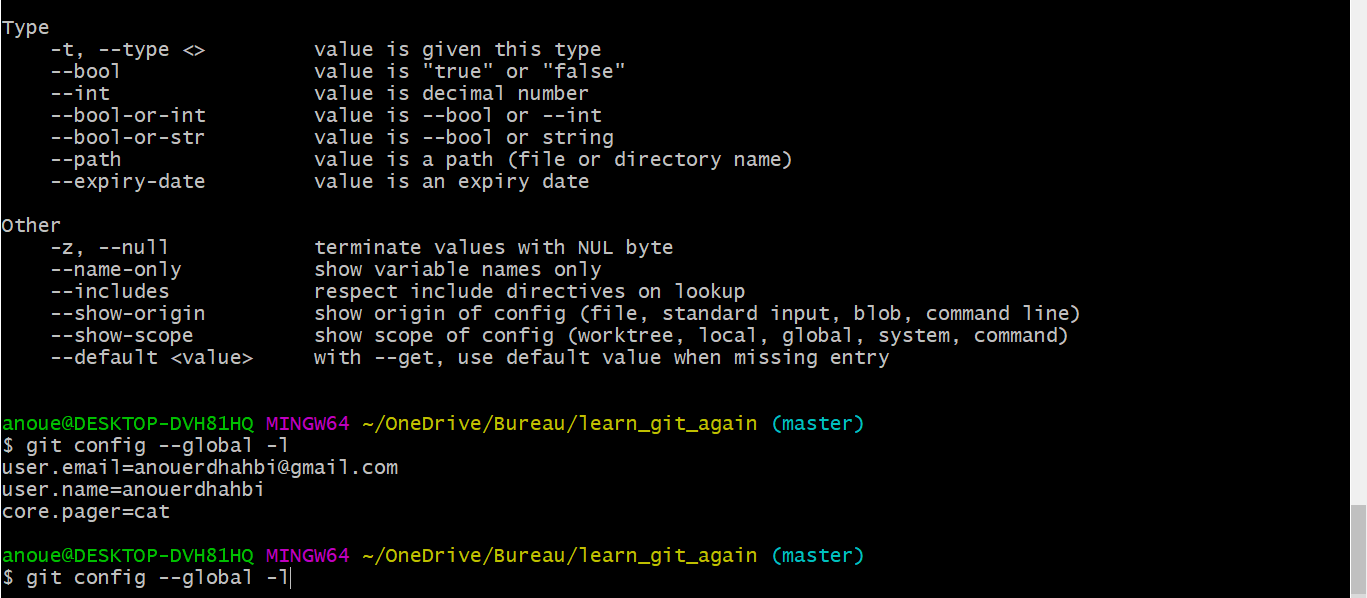 Type
    -t, --type <>         value is given this type
    --bool                value is "true" or "false"
    --int                 value is decimal number
    --bool-or-int         value is --bool or --int
    --bool-or-str         value is --bool or string
    --path                value is a path (file or directory name)
    --expiry-date         value is an expiry date

Other
    -z, --null            terminate values with NUL byte
    --name-only           show variable names only
    --includes            respect include directives on lookup
    --show-origin         show origin of config (file, standard input, blob, command line)
    --show-scope          show scope of config (worktree, local, global, system, command)
    --default <value>     with --get, use default value when missing entry

anoue@DESKTOP-DVH81HQ MINGW64 ~/OneDrive/Bureau/learn_git_again (master)
$ git config --global -l
user.email=anouerdhahbi@gmail.com
user.name=anouerdhahbi
core.pager=cat

anoue@DESKTOP-DVH81HQ MINGW64 ~/OneDrive/Bureau/learn_git_again (master)
$ git config --global -l